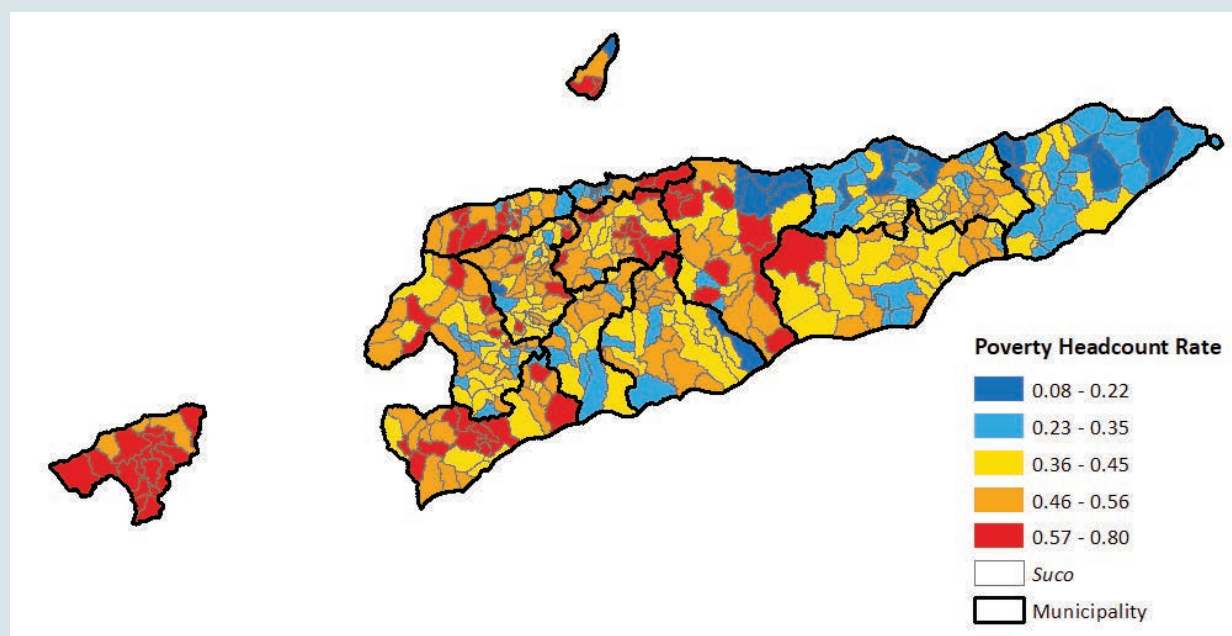 Poverty Headcount Rate
0.08 - 0.22
0.23 - 0.35
0.36 - 0.45
0.46 - 0.56
0.57 - 0.80
Suco
Municipality